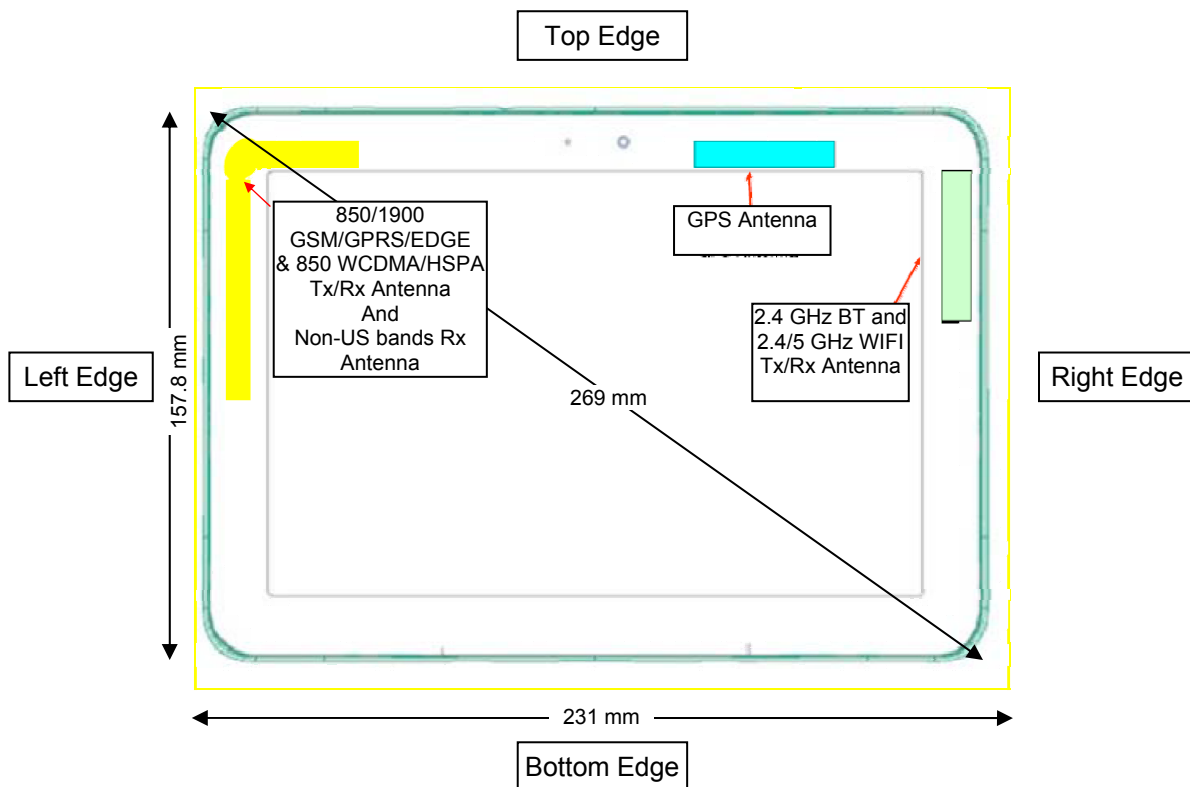 Top Edge
850/1900
GSM/GPRS/EDGE
& 850 WCDMA/HSPA
Tx/Rx Antenna
And
Non-US bands Rx
Antenna
GPS Antenna
2.4 GHz BT and
2.4/5 GHz WIFI
Tx/Rx Antenna
Left Edge
157.8 mm
269 mm
Right Edge
231 mm
Bottom Edge